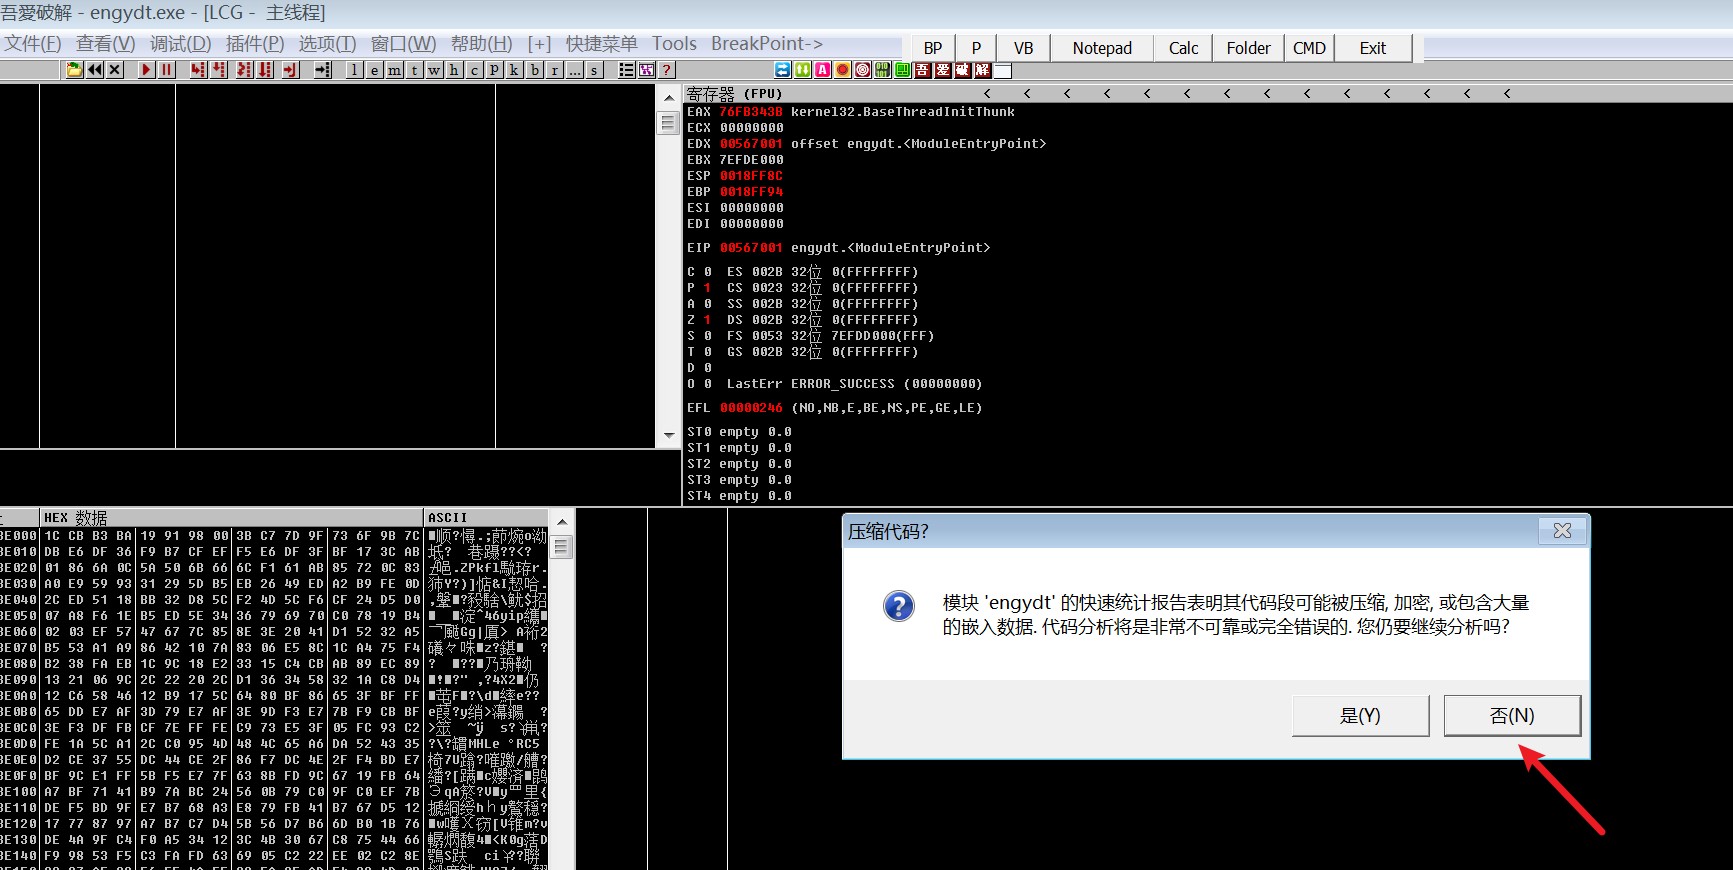 吾愛破解 - engydt.exe - [LCG - 主线程]
文件(F) 查看(V) 调试(D) 插件(P) 选项(T) 窗口(W) 帮助(H) [+] 快捷菜单 Tools BreakPoint->
BP P VB Notepad Calc Folder CMD Exit
l e m t w h c p k b r ... s ?
吾 爱 破 解
寄存器 (FPU) < < < < < < < < < < < < < <
EAX 76FB343B kernel32.BaseThreadInitThunk
ECX 00000000
EDX 00567001 offset engydt.<ModuleEntryPoint>
EBX 7EFDE000
ESP 0018FF8C
EBP 0018FF94
ESI 00000000
EDI 00000000
EIP 00567001 engydt.<ModuleEntryPoint>
C 0 ES 002B 32位 0(FFFFFFFF)
P 1 CS 0023 32位 0(FFFFFFFF)
A 0 SS 002B 32位 0(FFFFFFFF)
Z 1 DS 002B 32位 0(FFFFFFFF)
S 0 FS 0053 32位 7EFDD000(FFF)
T 0 GS 002B 32位 0(FFFFFFFF)
D 0
O 0 LastErr ERROR_SUCCESS (00000000)
EFL 00000246 (NO,NB,E,BE,NS,PE,GE,LE)
ST0 empty 0.0
ST1 empty 0.0
ST2 empty 0.0
ST3 empty 0.0
ST4 empty 0.0
HEX 数据 ASCII
3E000 1C CB B3 BA 19 91 98 00 3B C7 7D 9F 73 6F 9B 7C
3E010 DB E6 DF 36 F9 B7 CF EF F5 E6 DF 3F BF 17 3C AB
3E020 01 86 6A 0C 5A 50 6B 66 6C F1 61 AB 85 72 0C 83
3E030 A0 E9 59 93 31 29 5D B5 EB 26 49 ED A2 B9 FE 0D
3E040 2C ED 51 18 BB 32 D8 5C F2 4D 5C F6 CF 24 D5 D0
3E050 07 A8 F6 1E B5 ED 5E 34 36 79 69 70 C0 78 19 B4
3E060 02 03 EF 57 47 67 7C 85 8E 3E 20 41 D1 52 32 A5
3E070 B5 53 A1 A9 86 42 10 7A 83 06 E5 8C 1C A4 75 F4
3E080 B2 38 FA EB 1C 9C 18 E2 33 15 C4 CB AB 89 EC 89
3E090 13 21 06 9C 2C 22 20 2C D1 36 34 58 32 1A C8 D4
3E0A0 12 C6 58 46 12 B9 17 5C 64 80 BF 86 65 3F BF FF
3E0B0 65 DD E7 AF 3D 79 E7 AF 3E 9D F3 E7 7B F9 CB BF
3E0C0 3E F3 DF FB CF 7E FF FE C9 73 E5 3F 05 FC 93 C2
3E0D0 FE 1A 5C A1 2C C0 95 4D 48 4C 65 A6 DA 52 43 35
3E0E0 D2 CE 37 55 DC 44 CE 2F 86 F7 DC 4E 2F F4 BD E7
3E0F0 BF 9C E1 FF 5B F5 E7 7F 63 8B FD 9C 67 19 FB 64
3E100 A7 BF 71 41 B9 7A BC 24 56 0B 79 C0 9F C0 EF 7B
3E110 DE F5 BD 9F E7 B7 68 A3 E8 79 FB 41 B7 67 D5 12
3E120 17 77 87 97 A7 B7 C7 D4 5B 56 D7 B6 6D B0 1B 76
3E130 DE 4A 9F C4 F0 A5 34 12 3C 4B 30 67 C8 75 44 66
3E140 F9 98 53 F5 C3 FA FD 63 69 05 C2 22 EE 02 C2 8E
压缩代码?
模块 'engydt' 的快速统计报告表明其代码段可能被压缩, 加密, 或包含大量
的嵌入数据. 代码分析将是非常不可靠或完全错误的. 您仍要继续分析吗?
是(Y) 否(N)